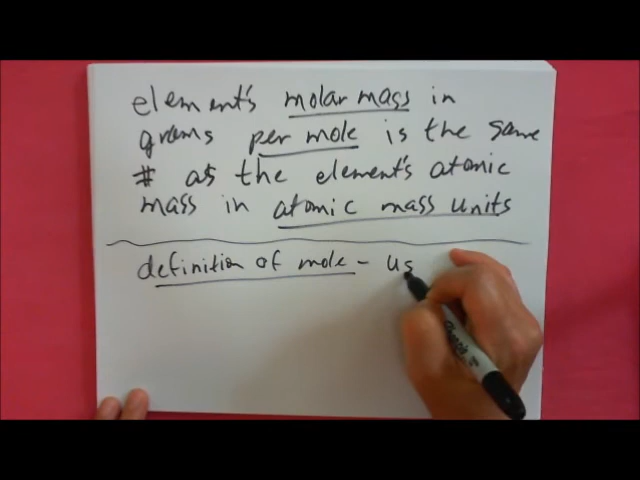 element's molar mass in
grams per mole is the same
# as the element's atomic
mass in atomic mass units
definition of mole - us
Sharpie